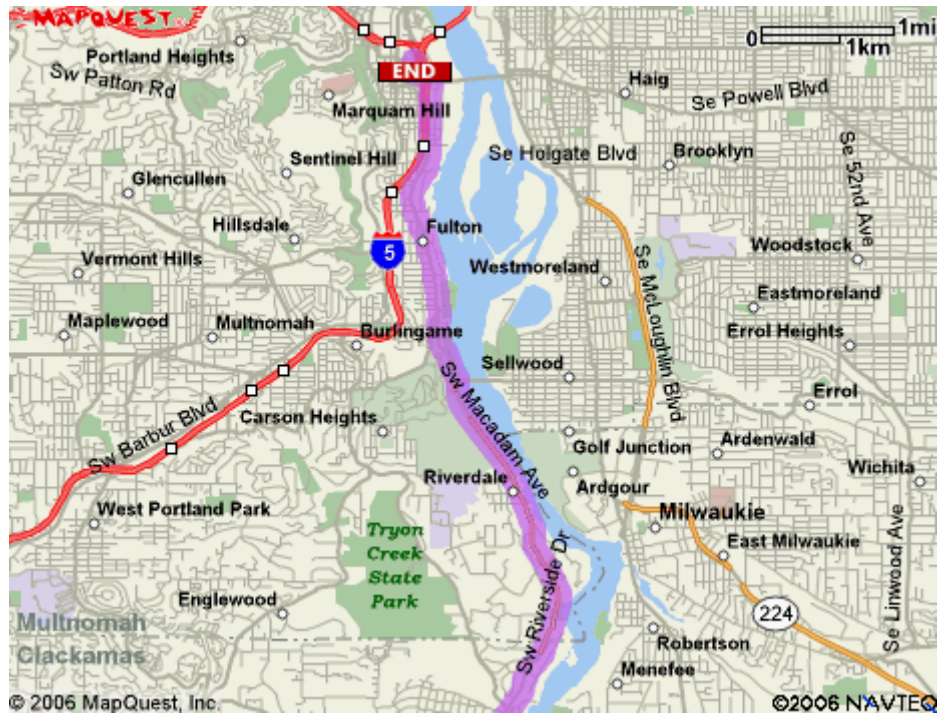 MAPQUEST
0 1mi
1km
Portland Heights
END
Sw Patton Rd
Haig
Se Powell Blvd
Marquam Hill
Sentinel Hill
Se Holgate Blvd
Brooklyn
Se 52nd Ave
Glencullen
Hillsdale
Fulton
5
Vermont Hills
Westmoreland
Woodstock
Se McLoughlin Blvd
Eastmoreland
Maplewood
Multnomah
Burlingame
Errol Heights
Sellwood
Sw Macadam Ave
Errol
Sw Barbur Blvd
Carson Heights
Golf Junction
Ardenwald
Riverdale
Ardgour
Wichita
West Portland Park
Milwaukie
Tryon
Creek
State
Park
East Milwaukie
Se Linwood Ave
Sw Riverside Dr
Englewood
224
Multnomah
Clackamas
Robertson
Menefee
© 2006 MapQuest, Inc.
©2006 NAVTEQ